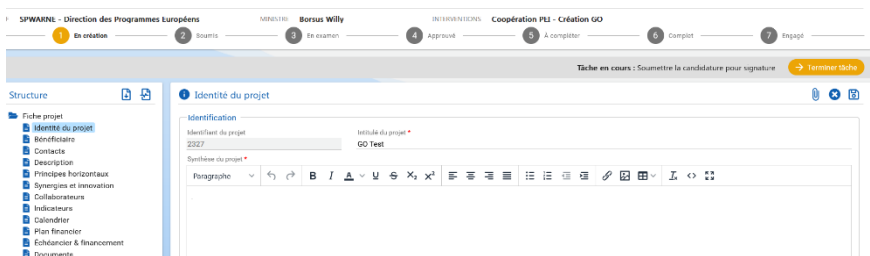 SPWARNE - Direction des Programmes Européens MINISTRE Borsus Willy INTERVENTIONS Coopération PEI - Création GO
1 En création 2 Soumis 3 En examen 4 Approuvé 5 À compléter 6 Complet 7 Engagé
Tâche en cours : Soumettre la candidature pour signature → Terminer tâche
Structure
Identité du projet
Fiche projet
Identité du projet
Bénéficiaire
Contacts
Description
Principes horizontaux
Synergies et innovation
Collaborateurs
Indicateurs
Calendrier
Plan financier
Échéancier & financement
Documents
Identification
Identifiant du projet Intitulé du projet *
2327 GO Test
Synthèse du projet *
Paragraphe B I A U S X₂ X²